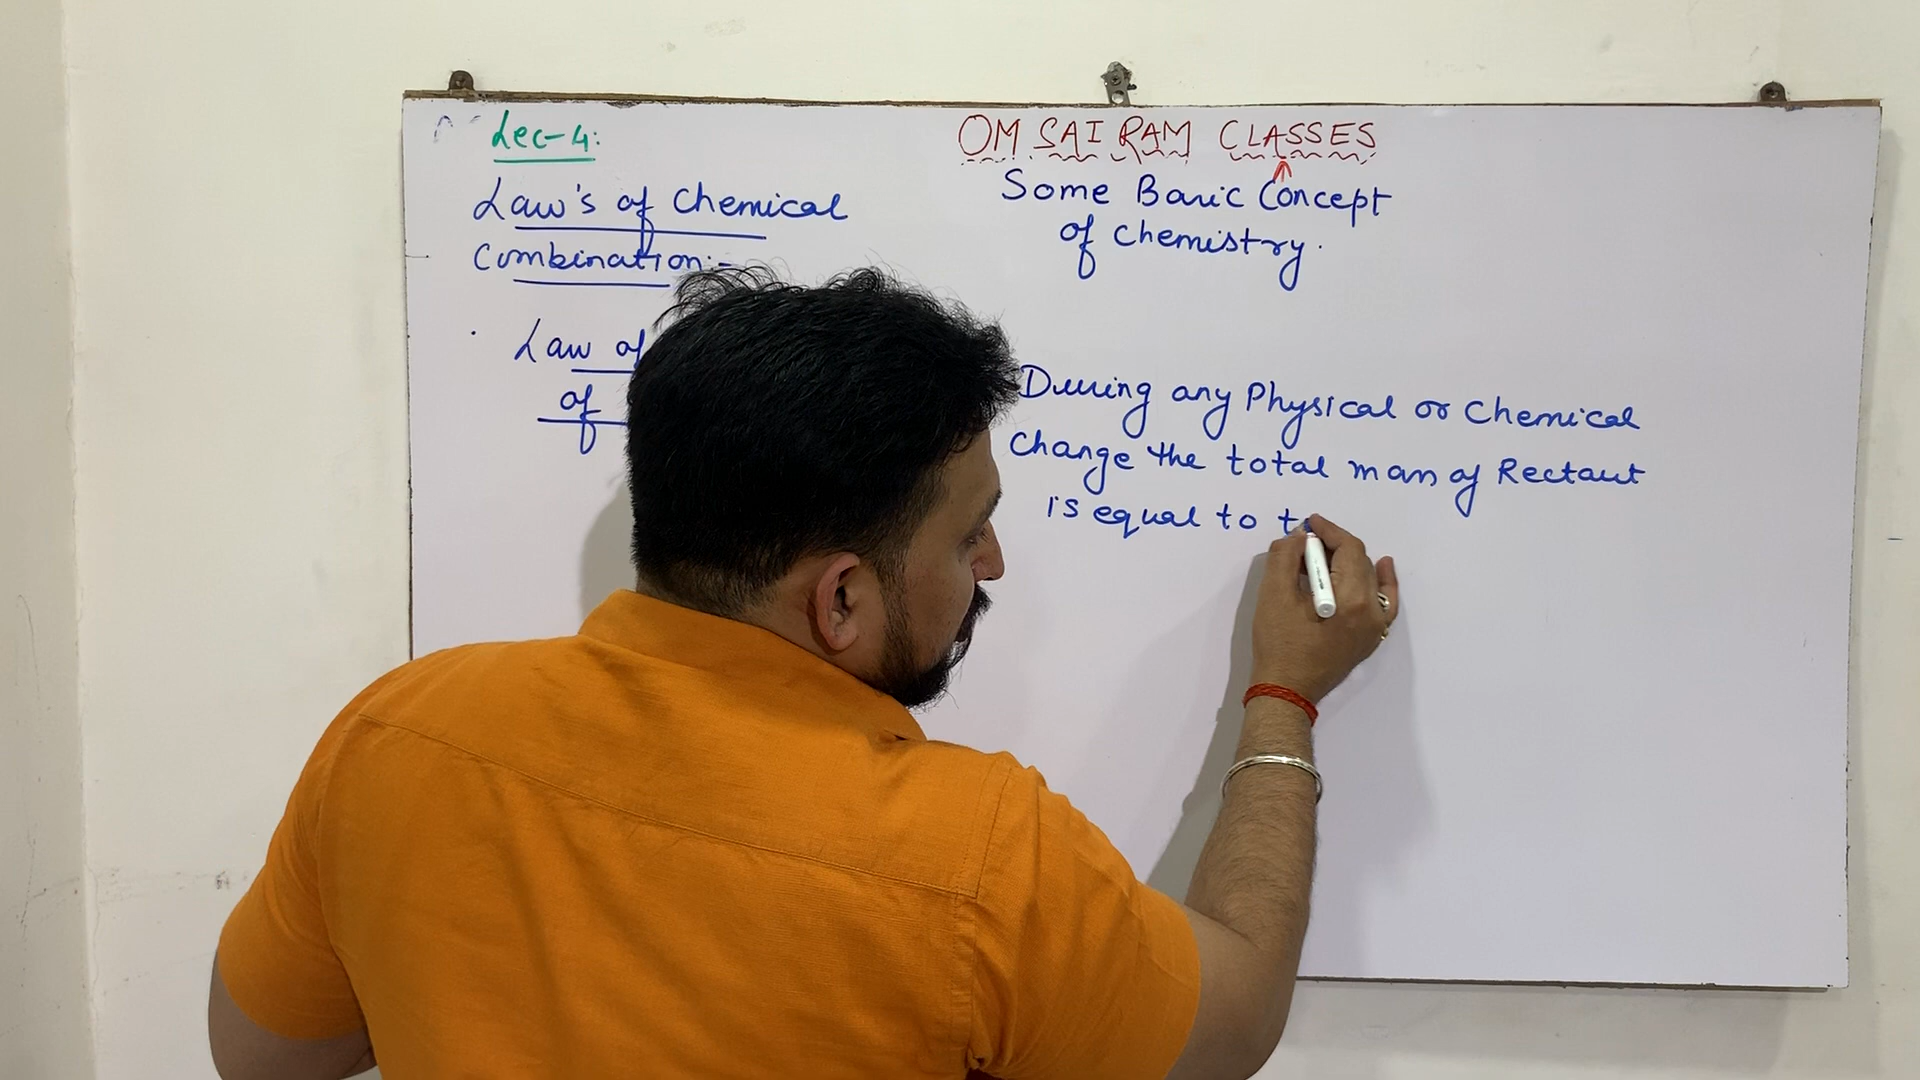 Lec-4:
OM SAI RAM CLASSES
Some Basic Concept
of chemistry.
Law's of Chemical
Combination:-
Law of
of
During any Physical or Chemical
Change the total mass of Rectaut
is equal to